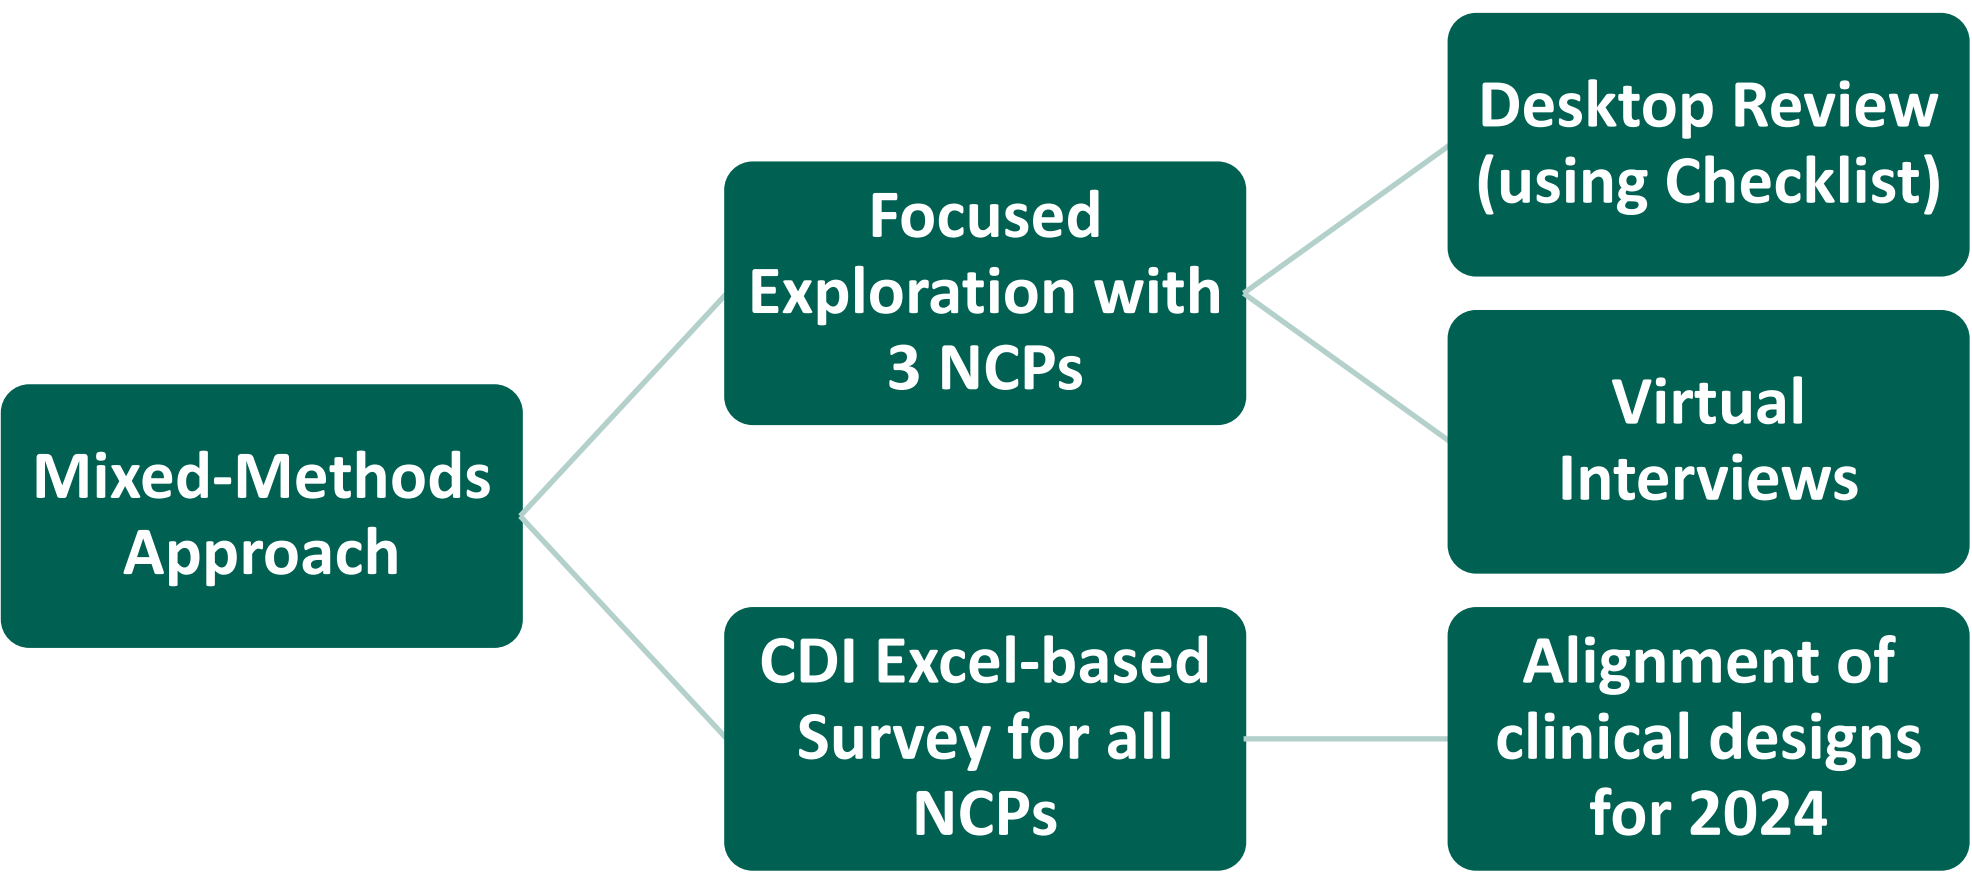 Mixed-Methods
Approach
Focused
Exploration with
3 NCPs
Desktop Review
(using Checklist)
Virtual
Interviews
CDI Excel-based
Survey for all
NCPs
Alignment of
clinical designs
for 2024